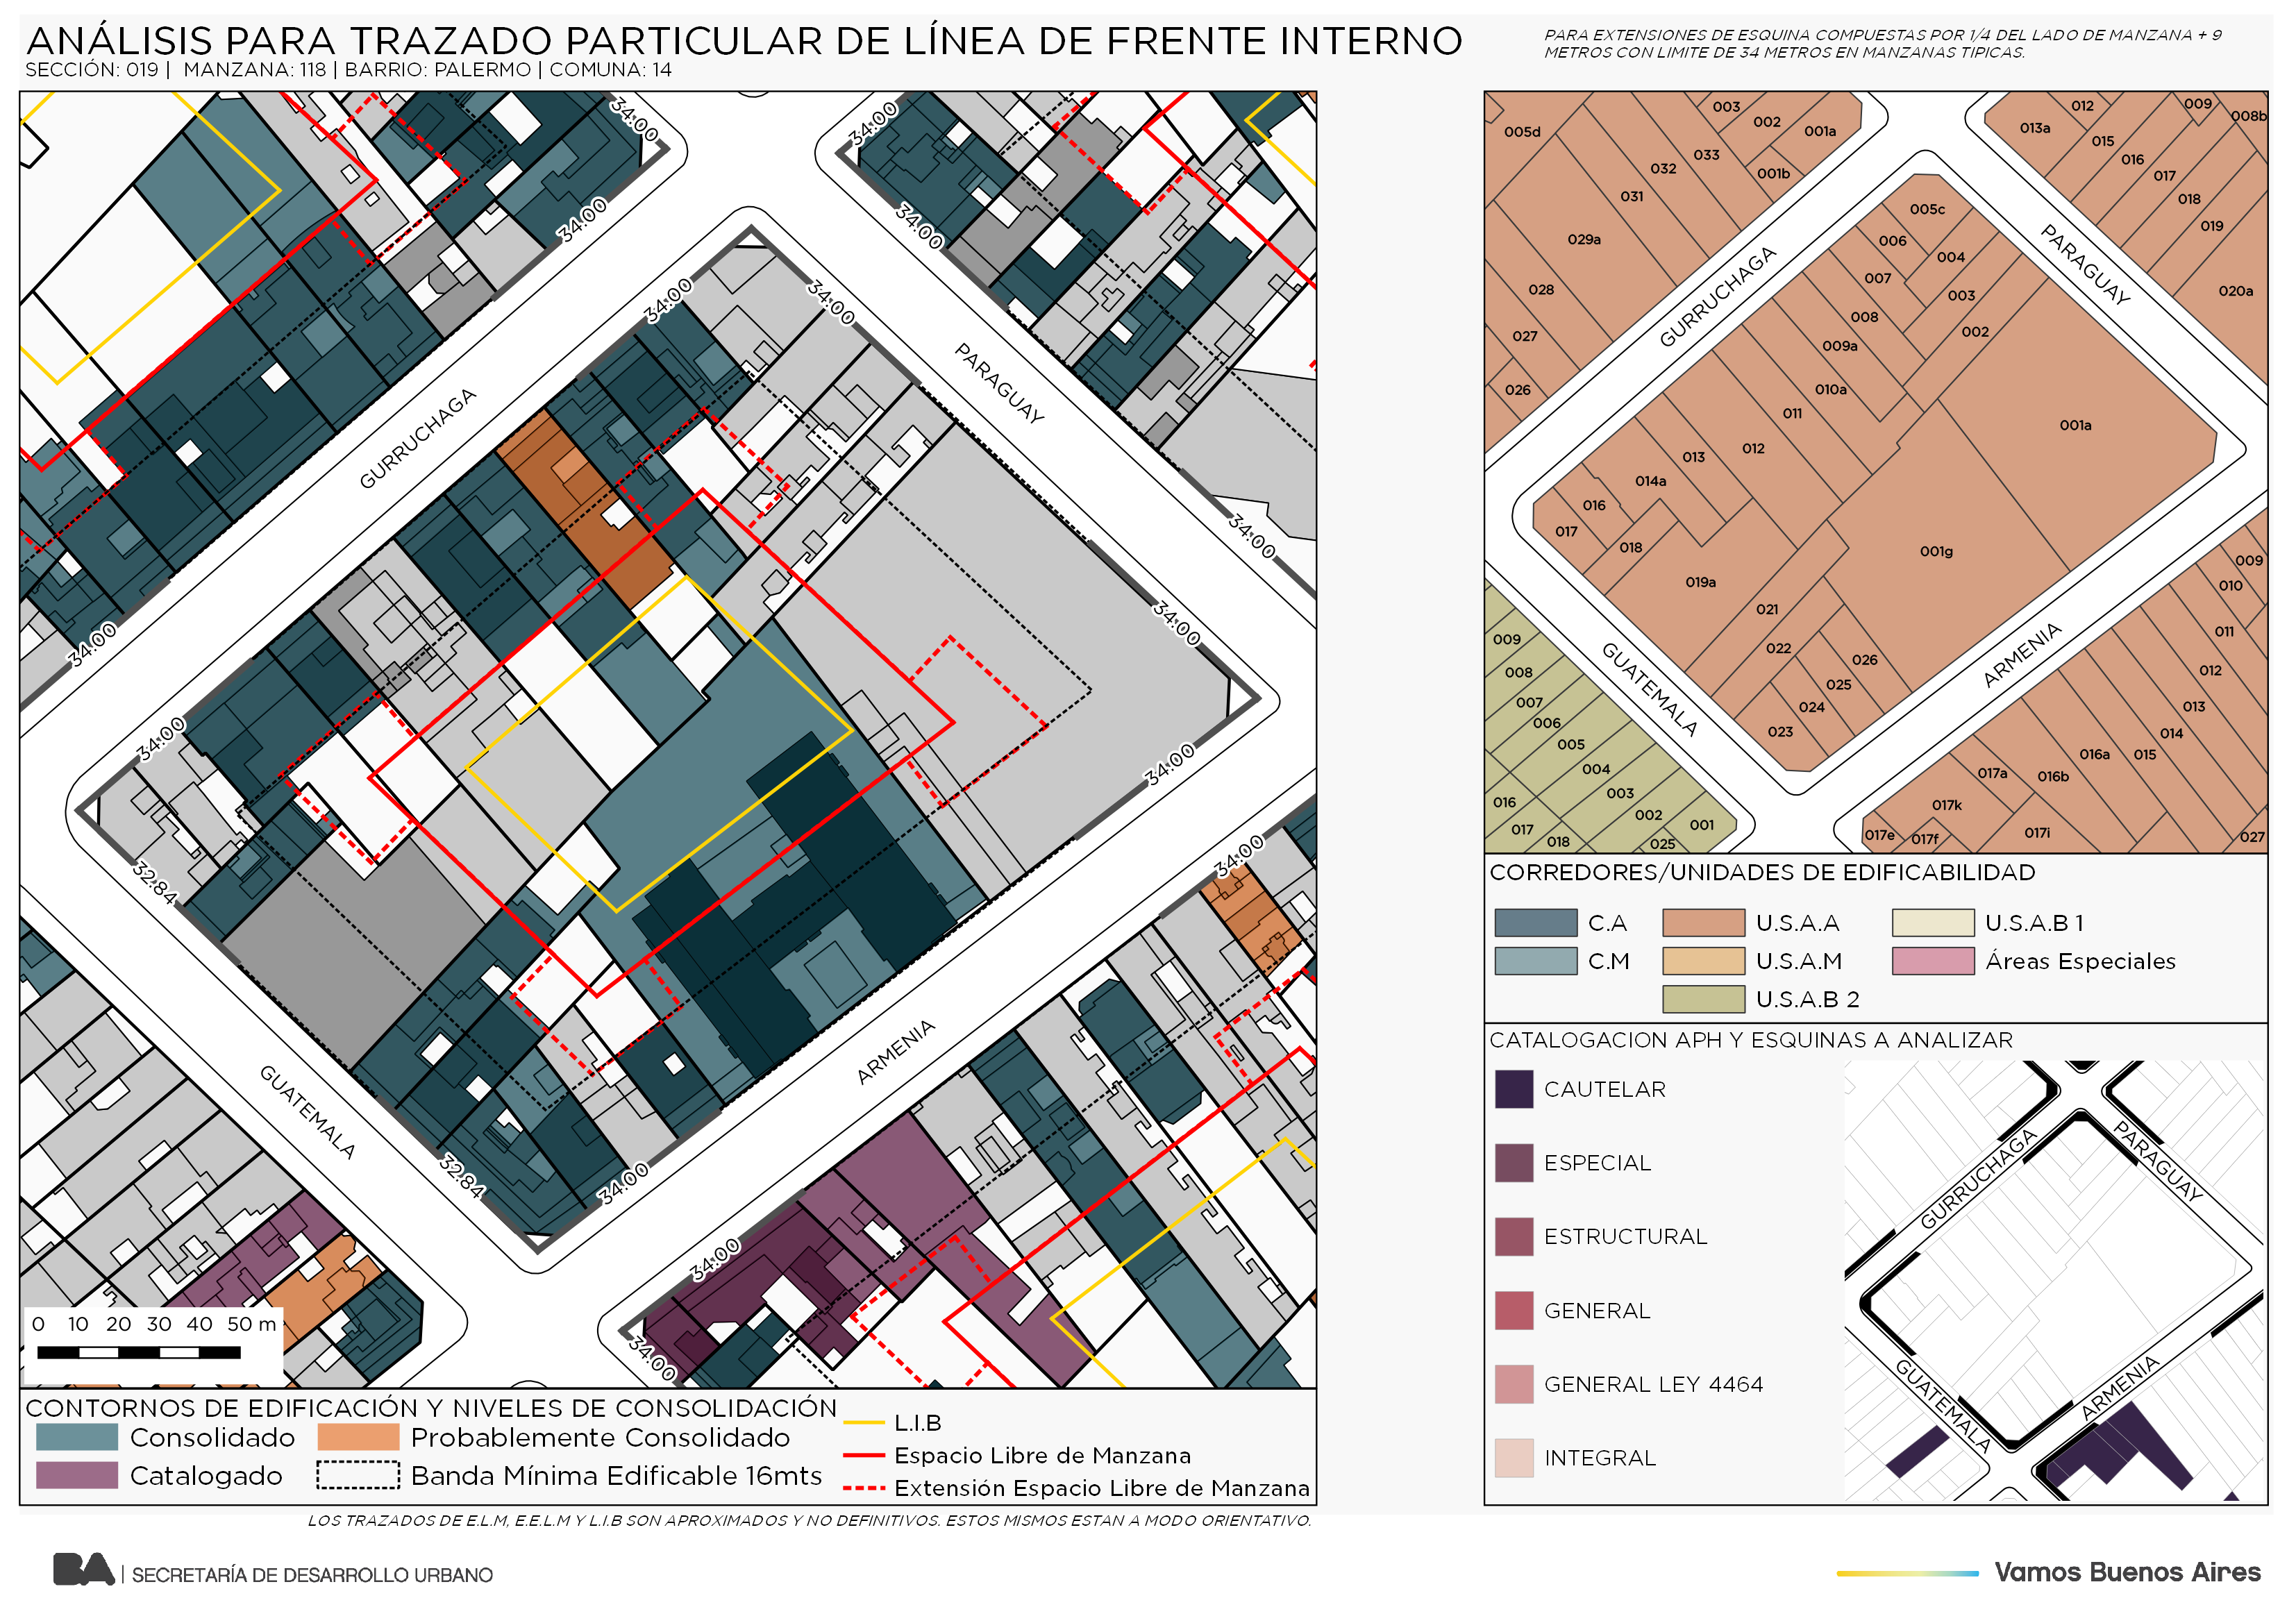 ANÁLISIS PARA TRAZADO PARTICULAR DE LÍNEA DE FRENTE INTERNO
SECCIÓN: 019 | MANZANA: 118 | BARRIO: PALERMO | COMUNA: 14
PARA EXTENSIONES DE ESQUINA COMPUESTAS POR 1/4 DEL LADO DE MANZANA + 9
METROS CON LIMITE DE 34 METROS EN MANZANAS TIPICAS.
34.00
34.00
34.00
34.00
34.00
34.00
GURRUCHAGA
PARAGUAY
34.00
34.00
34.00
34.00
34.00
32.84
34.00
GUATEMALA
ARMENIA
32.84
34.00
34.00
34.00
0 10 20 30 40 50 m
CONTORNOS DE EDIFICACIÓN Y NIVELES DE CONSOLIDACIÓN
Consolidado
Probablemente Consolidado
Catalogado
Banda Mínima Edificable 16mts
L.I.B
Espacio Libre de Manzana
Extensión Espacio Libre de Manzana
LOS TRAZADOS DE E.L.M, E.E.L.M Y L.I.B SON APROXIMADOS Y NO DEFINITIVOS. ESTOS MISMOS ESTAN A MODO ORIENTATIVO.
005d
003
002
001a
033
032
001b
031
029a
028
027
026
012
009
008b
013a
015
016
017
018
019
020a
GURRUCHAGA
PARAGUAY
005c
006
004
007
003
008
002
009a
010a
011
001a
012
013
014a
016
017
018
001g
019a
021
022
026
025
024
023
GUATEMALA
ARMENIA
009
008
007
006
005
004
003
002
001
016
017
018
025
009
010
011
012
013
014
015
016a
016b
017a
017k
017e
017f
017i
027
CORREDORES/UNIDADES DE EDIFICABILIDAD
C.A
U.S.A.A
U.S.A.B 1
C.M
U.S.A.M
Áreas Especiales
U.S.A.B 2
CATALOGACION APH Y ESQUINAS A ANALIZAR
CAUTELAR
ESPECIAL
ESTRUCTURAL
GENERAL
GENERAL LEY 4464
INTEGRAL
GURRUCHAGA
PARAGUAY
GUATEMALA
ARMENIA
BA | SECRETARÍA DE DESARROLLO URBANO
Vamos Buenos Aires